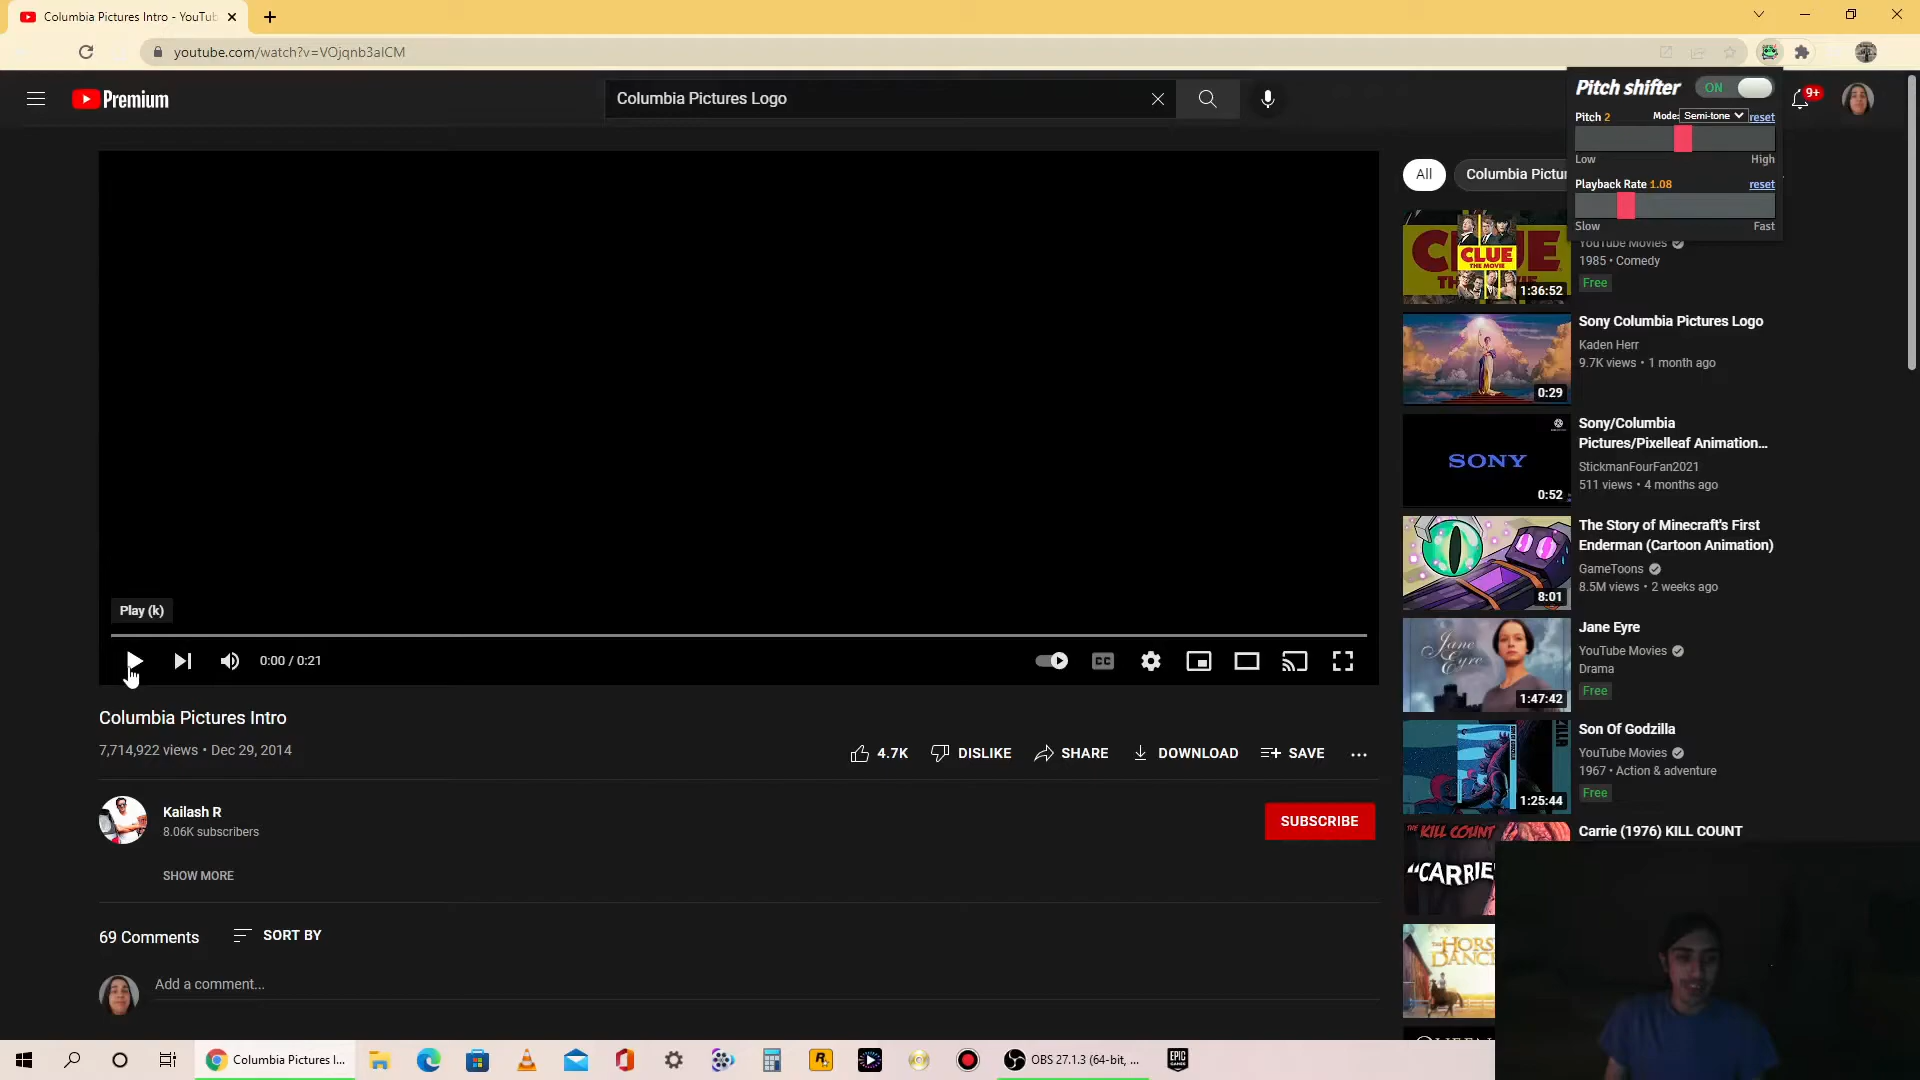 Columbia Pictures Intro - YouTub
youtube.com/watch?v=VOjqnb3aICM
Premium
Columbia Pictures Logo
9+
Pitch shifter
ON
Pitch 2
Mode: Semi-tone
reset
Low
High
Playback Rate 1.08
reset
Slow
Fast
All
Columbia Pictur
CLUE
THE MOVIE
1:36:52
YouTube Movies
1985 • Comedy
Free
0:29
Sony Columbia Pictures Logo
Kaden Herr
9.7K views • 1 month ago
SONY
0:52
Sony/Columbia
Pictures/Pixelleaf Animation...
StickmanFourFan2021
511 views • 4 months ago
8:01
The Story of Minecraft's First
Enderman (Cartoon Animation)
GameToons
8.5M views • 2 weeks ago
Jane Eyre
1:47:42
Jane Eyre
YouTube Movies
Drama
Free
1:25:44
Son Of Godzilla
YouTube Movies
1967 • Action & adventure
Free
THE KILL COUNT
"CARRIE
Carrie (1976) KILL COUNT
THE HORS
DANC
Play (k)
0:00 / 0:21
CC
Columbia Pictures Intro
7,714,922 views • Dec 29, 2014
4.7K
DISLIKE
SHARE
DOWNLOAD
SAVE
Kailash R
8.06K subscribers
SUBSCRIBE
SHOW MORE
69 Comments
SORT BY
Add a comment...
Columbia Pictures I...
R
OBS 27.1.3 (64-bit, ...
EPIC
GAMES